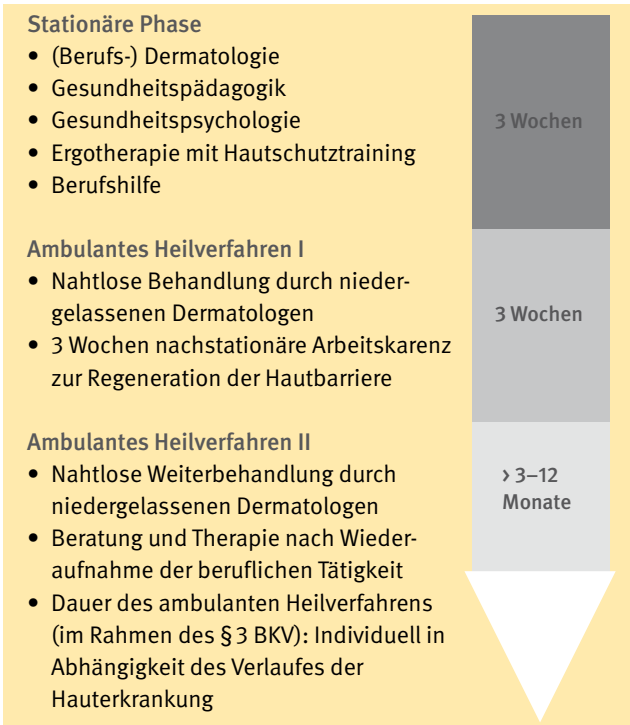 Stationäre Phase
• (Berufs-) Dermatologie
• Gesundheitspädagogik
• Gesundheitspsychologie
• Ergotherapie mit Hautschutztraining
• Berufshilfe
3 Wochen
Ambulantes Heilverfahren I
• Nahtlose Behandlung durch nieder-
gelassenen Dermatologen
• 3 Wochen nachstationäre Arbeitskarenz
zur Regeneration der Hautbarriere
3 Wochen
Ambulantes Heilverfahren II
• Nahtlose Weiterbehandlung durch
niedergelassenen Dermatologen
• Beratung und Therapie nach Wieder-
aufnahme der beruflichen Tätigkeit
• Dauer des ambulanten Heilverfahrens
(im Rahmen des § 3 BKV): Individuell in
Abhängigkeit des Verlaufes der
Hauterkrankung
> 3–12
Monate